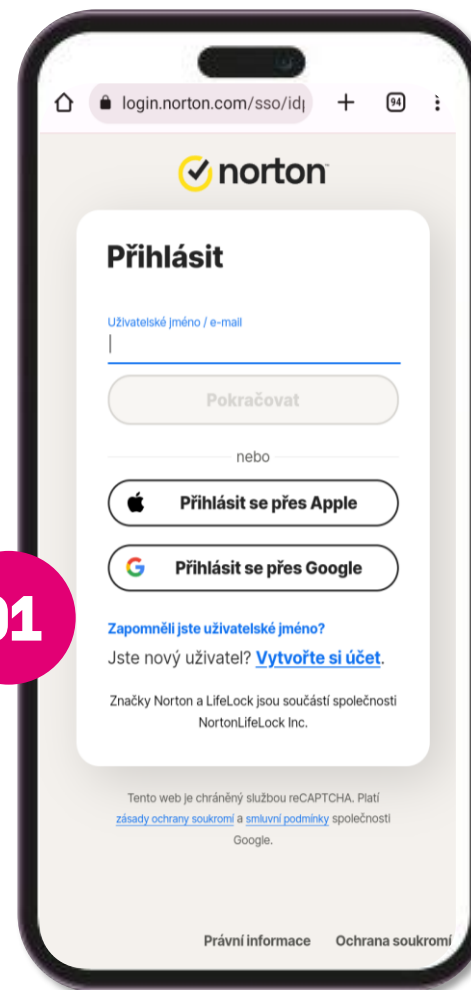 login.norton.com/sso/id
94
norton
Přihlásit
Uživatelské jméno / e-mail
Pokračovat
nebo
Přihlásit se přes Apple
Přihlásit se přes Google
01
Zapomněli jste uživatelské jméno?
Jste nový uživatel? Vytvořte si účet.
Značky Norton a LifeLock jsou součástí společnosti
NortonLifeLock Inc.
Tento web je chráněný službou reCAPTCHA. Platí
zásady ochrany soukromí a smluvní podmínky společnosti
Google.
Právní informace Ochrana soukromí